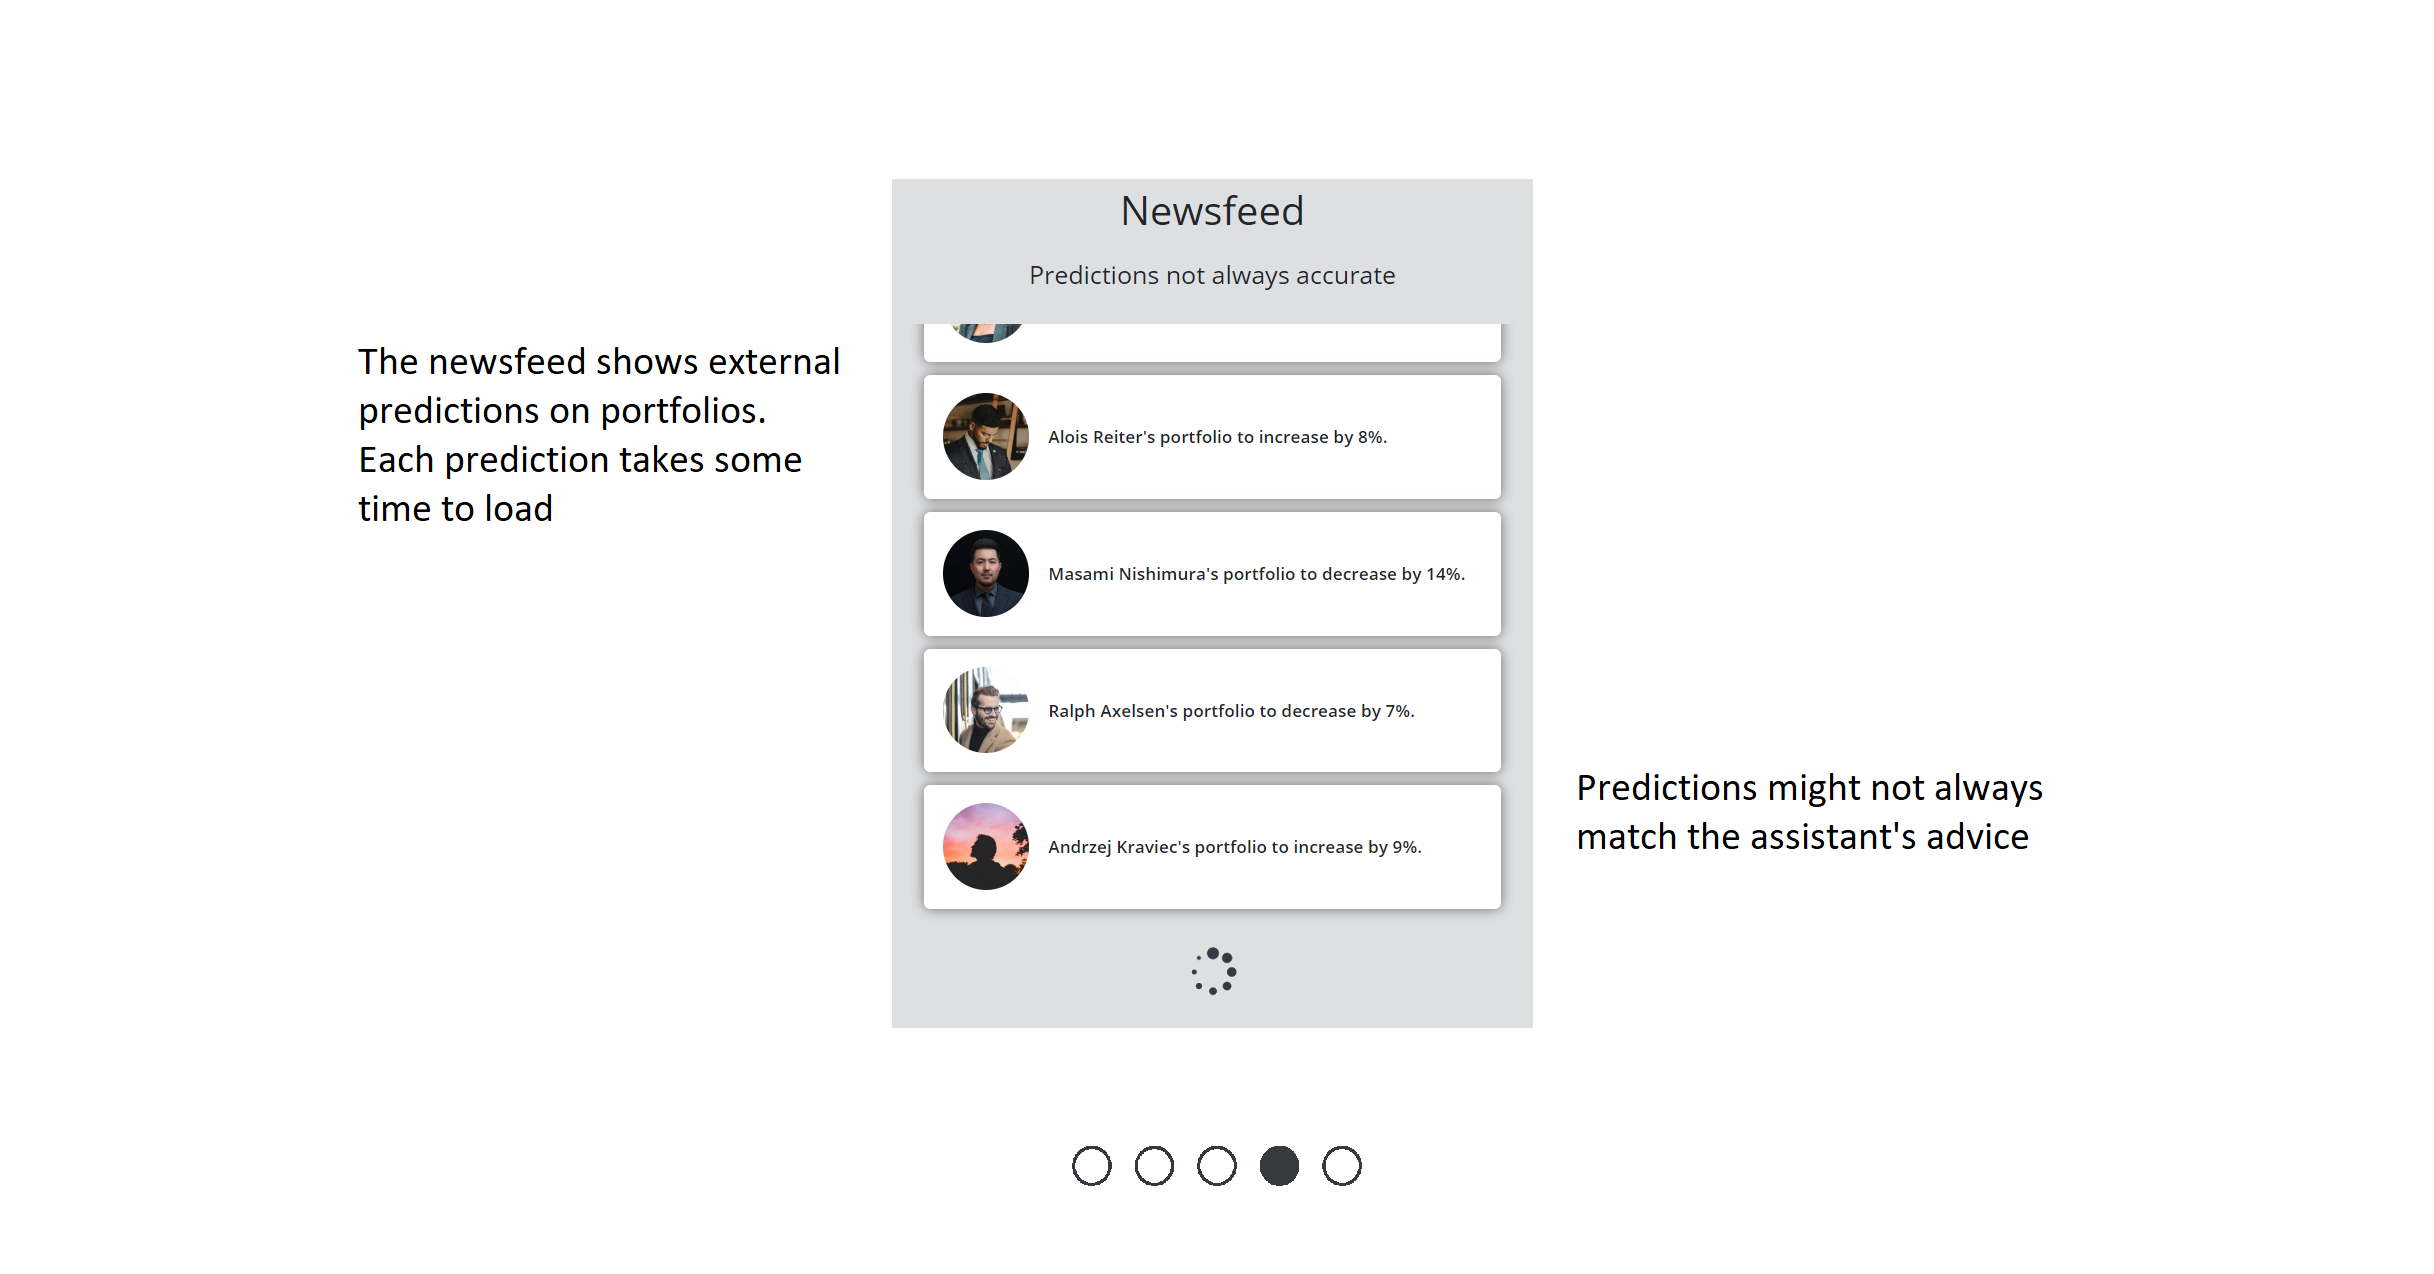 Newsfeed
Predictions not always accurate
The newsfeed shows external
predictions on portfolios.
Each prediction takes some
time to load
Alois Reiter's portfolio to increase by 8%.
Masami Nishimura's portfolio to decrease by 14%.
Ralph Axelsen's portfolio to decrease by 7%.
Andrzej Kraviec's portfolio to increase by 9%.
Predictions might not always
match the assistant's advice